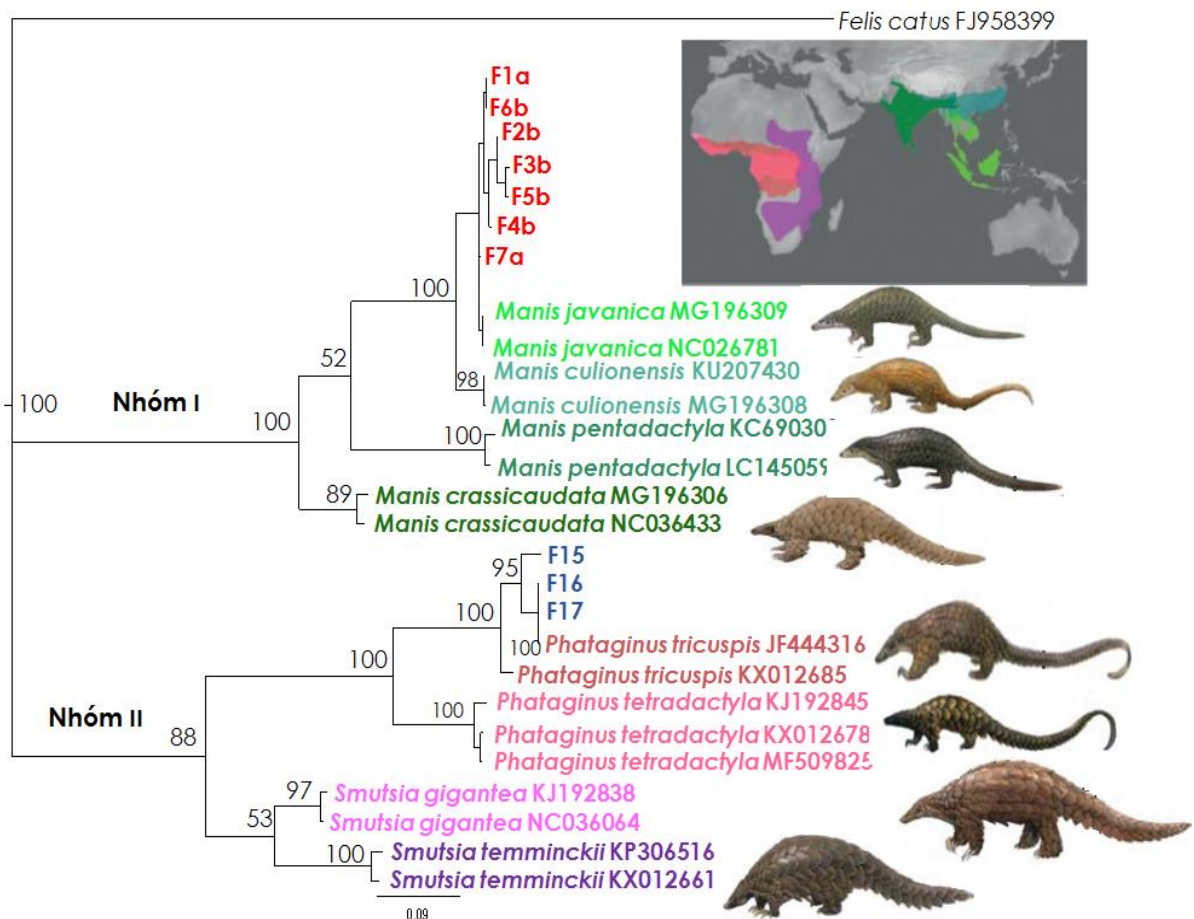 Felis catus FJ958399
F1a
F6b
F2b
F3b
F5b
F4b
F7a
100
Manis javanica MG196309
52
Manis javanica NC026781
Manis culionensis KU207430
98
Nhóm I
100
Manis culionensis MG196308
100
100
Manis pentadactyla KC69030
Manis pentadactyla LC145059
89
Manis crassicaudata MG196306
Manis crassicaudata NC036433
F15
95
F16
100
F17
100
Phataginus tricuspis JF444316
100
Phataginus tricuspis KX012685
Phataginus tetradactyla KJ192845
Nhóm II
100
Phataginus tetradactyla KX012678
88
Phataginus tetradactyla MF509825
97
Smutsia gigantea KJ192838
53
Smutsia gigantea NC036064
100
Smutsia temminckii KP306516
Smutsia temminckii KX012661
0.09